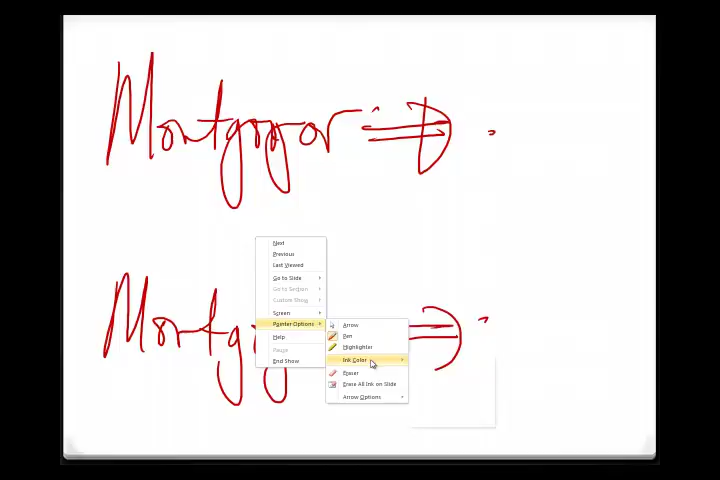 Montgyor
Next
Previous
Last Viewed
Go to Slide
Go to Section
Custom Show
Screen
Pointer Options
Help
Pause
End Show
Arrow
Pen
Highlighter
Ink Color
Eraser
Erase All Ink on Slide
Arrow Options